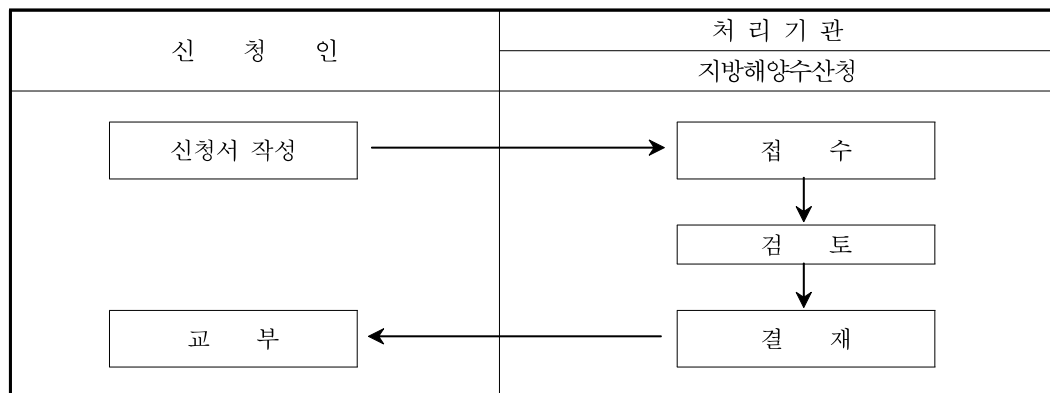 신 청 인
처 리 기 관
지방해양수산청
신청서 작성
접 수
검 토
교 부
결 재